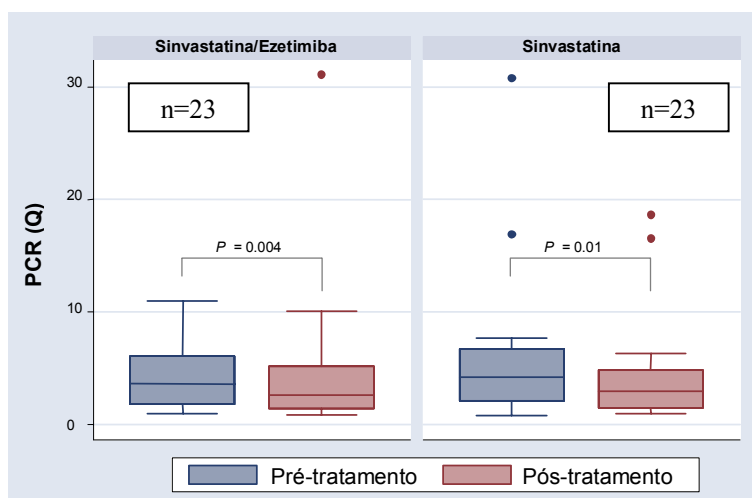 Sinvastatina/Ezetimiba
Sinvastatina
PCR (Q)
30
20
10
0
n=23
n=23
P = 0.004
P = 0.01
Pré-tratamento
Pós-tratamento